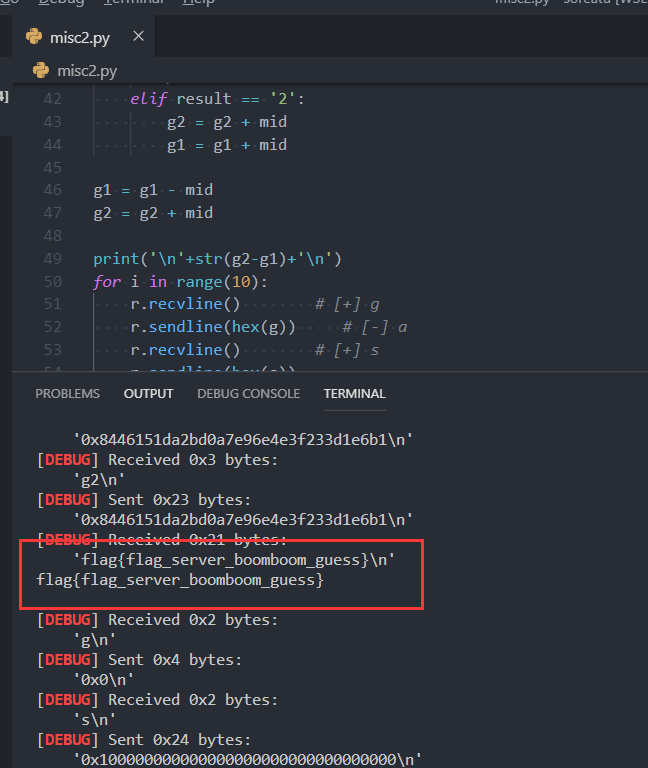 Go Debug Terminal Help misc2.py - soreatu [WSL
misc2.py ×
misc2.py
4]
42 elif result == '2':
43 g2 = g2 + mid
44 g1 = g1 + mid
45
46 g1 = g1 - mid
47 g2 = g2 + mid
48
49 print('\n'+str(g2-g1)+'\n')
50 for i in range(10):
51 r.recvline() # [+] g
52 r.sendline(hex(g)) # [-] a
53 r.recvline() # [+] s
PROBLEMS OUTPUT DEBUG CONSOLE TERMINAL
'0x8446151da2bd0a7e96e4e3f233d1e6b1\n'
[DEBUG] Received 0x3 bytes:
'g2\n'
[DEBUG] Sent 0x23 bytes:
'0x8446151da2bd0a7e96e4e3f233d1e6b1\n'
[DEBUG] Received 0x21 bytes:
'flag{flag_server_boomboom_guess}\n'
flag{flag_server_boomboom_guess}
[DEBUG] Received 0x2 bytes:
'g\n'
[DEBUG] Sent 0x4 bytes:
'0x0\n'
[DEBUG] Received 0x2 bytes:
's\n'
[DEBUG] Sent 0x24 bytes:
'0x100000000000000000000000000000000\n'